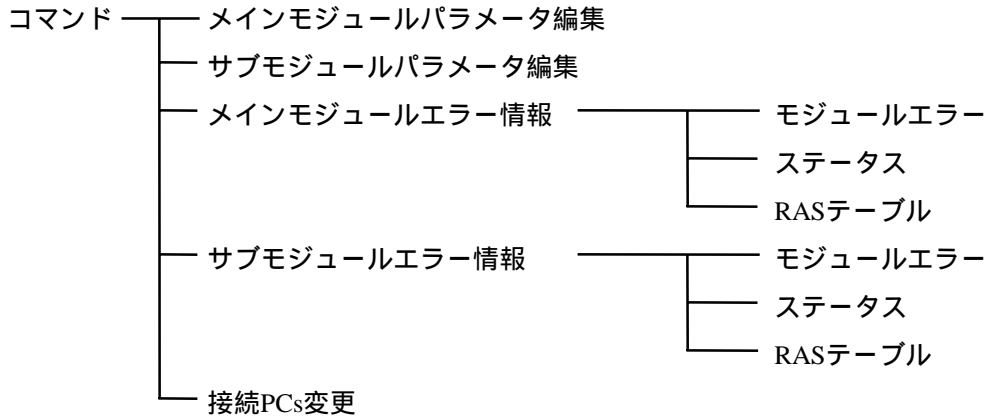 コマンド メインモジュールパラメータ編集
サブモジュールパラメータ編集
メインモジュールエラー情報 モジュールエラー
ステータス
RASテーブル
サブモジュールエラー情報 モジュールエラー
ステータス
RASテーブル
接続PCs変更